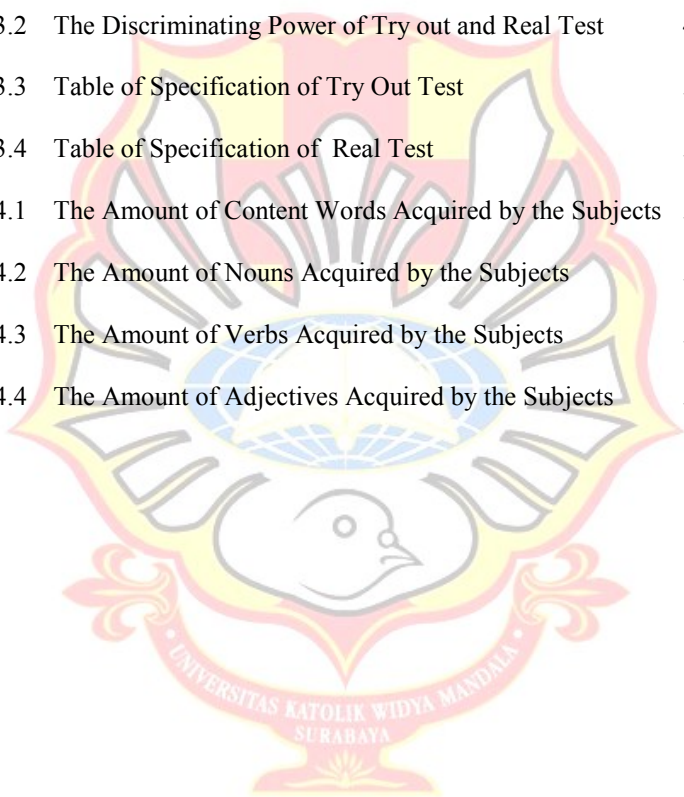 3.2 The Discriminating Power of Try out and Real Test
3.3 Table of Specification of Try Out Test
3.4 Table of Specification of Real Test
4.1 The Amount of Content Words Acquired by the Subjects
4.2 The Amount of Nouns Acquired by the Subjects
4.3 The Amount of Verbs Acquired by the Subjects
4.4 The Amount of Adjectives Acquired by the Subjects
UNIVERSITAS KATOLIK WIDYA MANDALA
SURABAYA